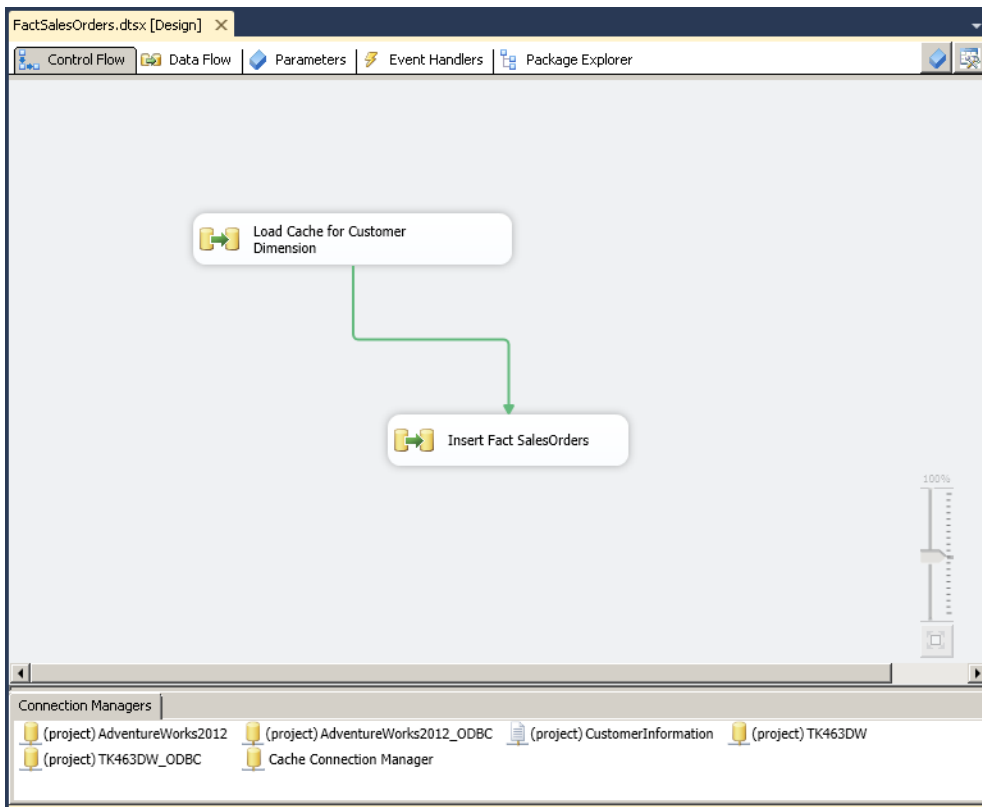 FactSalesOrders.dtsx [Design]
Control Flow Data Flow Parameters Event Handlers Package Explorer
Load Cache for Customer
Dimension
Insert Fact SalesOrders
100%
Connection Managers
(project) AdventureWorks2012 (project) AdventureWorks2012_ODBC (project) CustomerInformation (project) TK463DW
(project) TK463DW_ODBC Cache Connection Manager